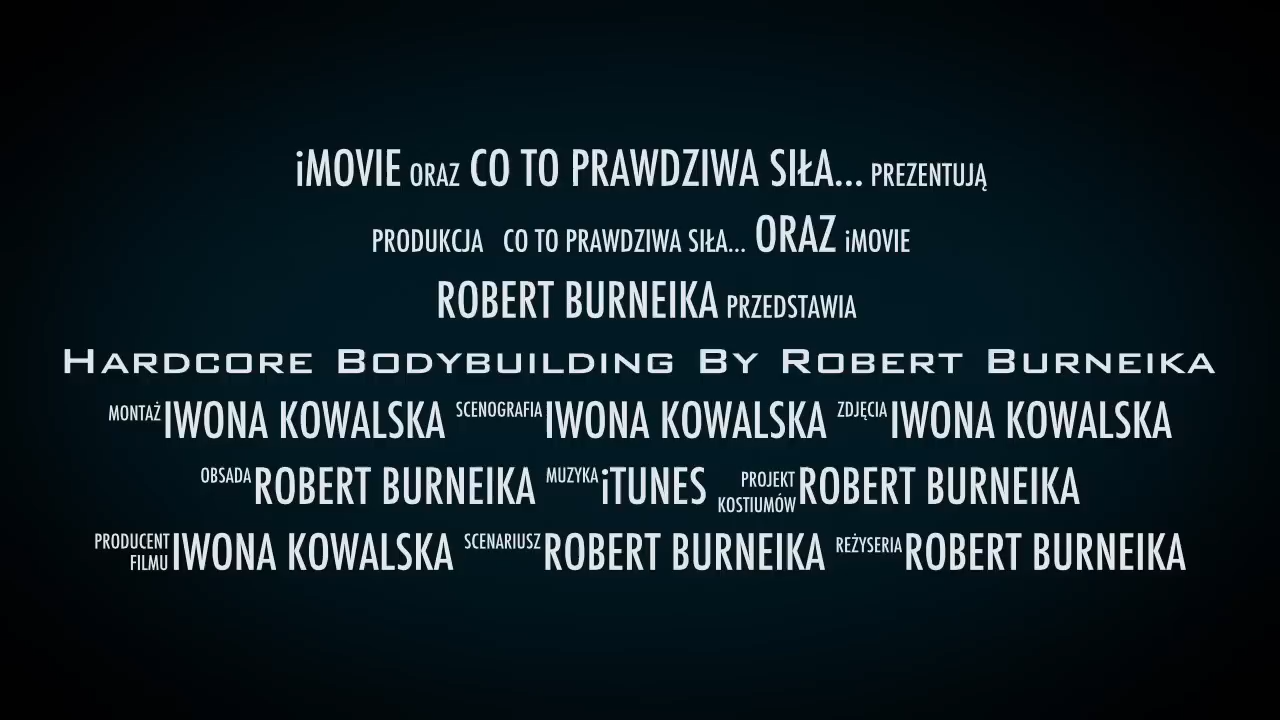 iMOVIE ORAZ CO TO PRAWDZIWA SIŁA... PREZENTUJĄ
PRODUKCJA CO TO PRAWDZIWA SIŁA... ORAZ iMOVIE
ROBERT BURNEIKA PRZEDSTAWIA
HARDCORE BODYBUILDING BY ROBERT BURNEIKA
MONTAŻ IWONA KOWALSKA SCENOGRAFIA IWONA KOWALSKA ZDJĘCIA IWONA KOWALSKA
OBSADA ROBERT BURNEIKA MUZYKA iTUNES PROJEKT KOSTIUMÓW ROBERT BURNEIKA
PRODUCENT FILMU IWONA KOWALSKA SCENARIUSZ ROBERT BURNEIKA REŻYSERIA ROBERT BURNEIKA